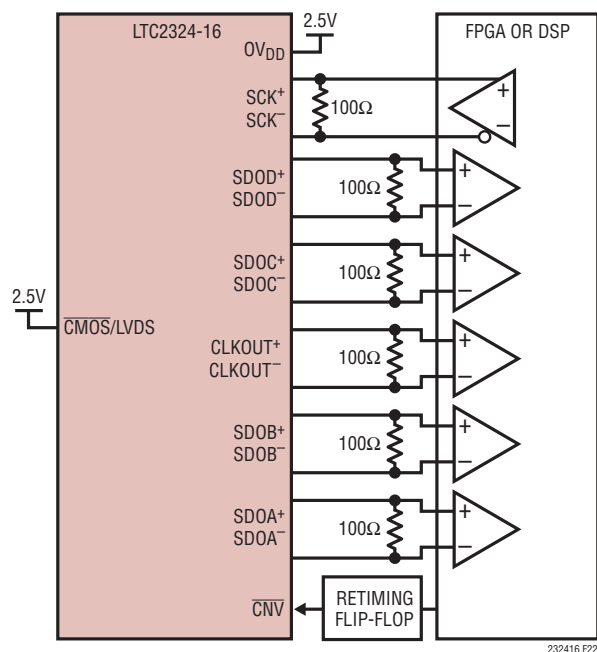 LTC2324-16
2.5V
FPGA OR DSP
OVDD
SCK+
SCK–
100Ω
+
–
SDOD+
SDOD–
100Ω
+
–
SDOC+
SDOC–
100Ω
+
–
2.5V
CMOS/LVDS
CLKOUT+
CLKOUT–
100Ω
+
–
SDOB+
SDOB–
100Ω
+
–
SDOA+
SDOA–
100Ω
+
–
CNV
RETIMING
FLIP-FLOP
232416 F22